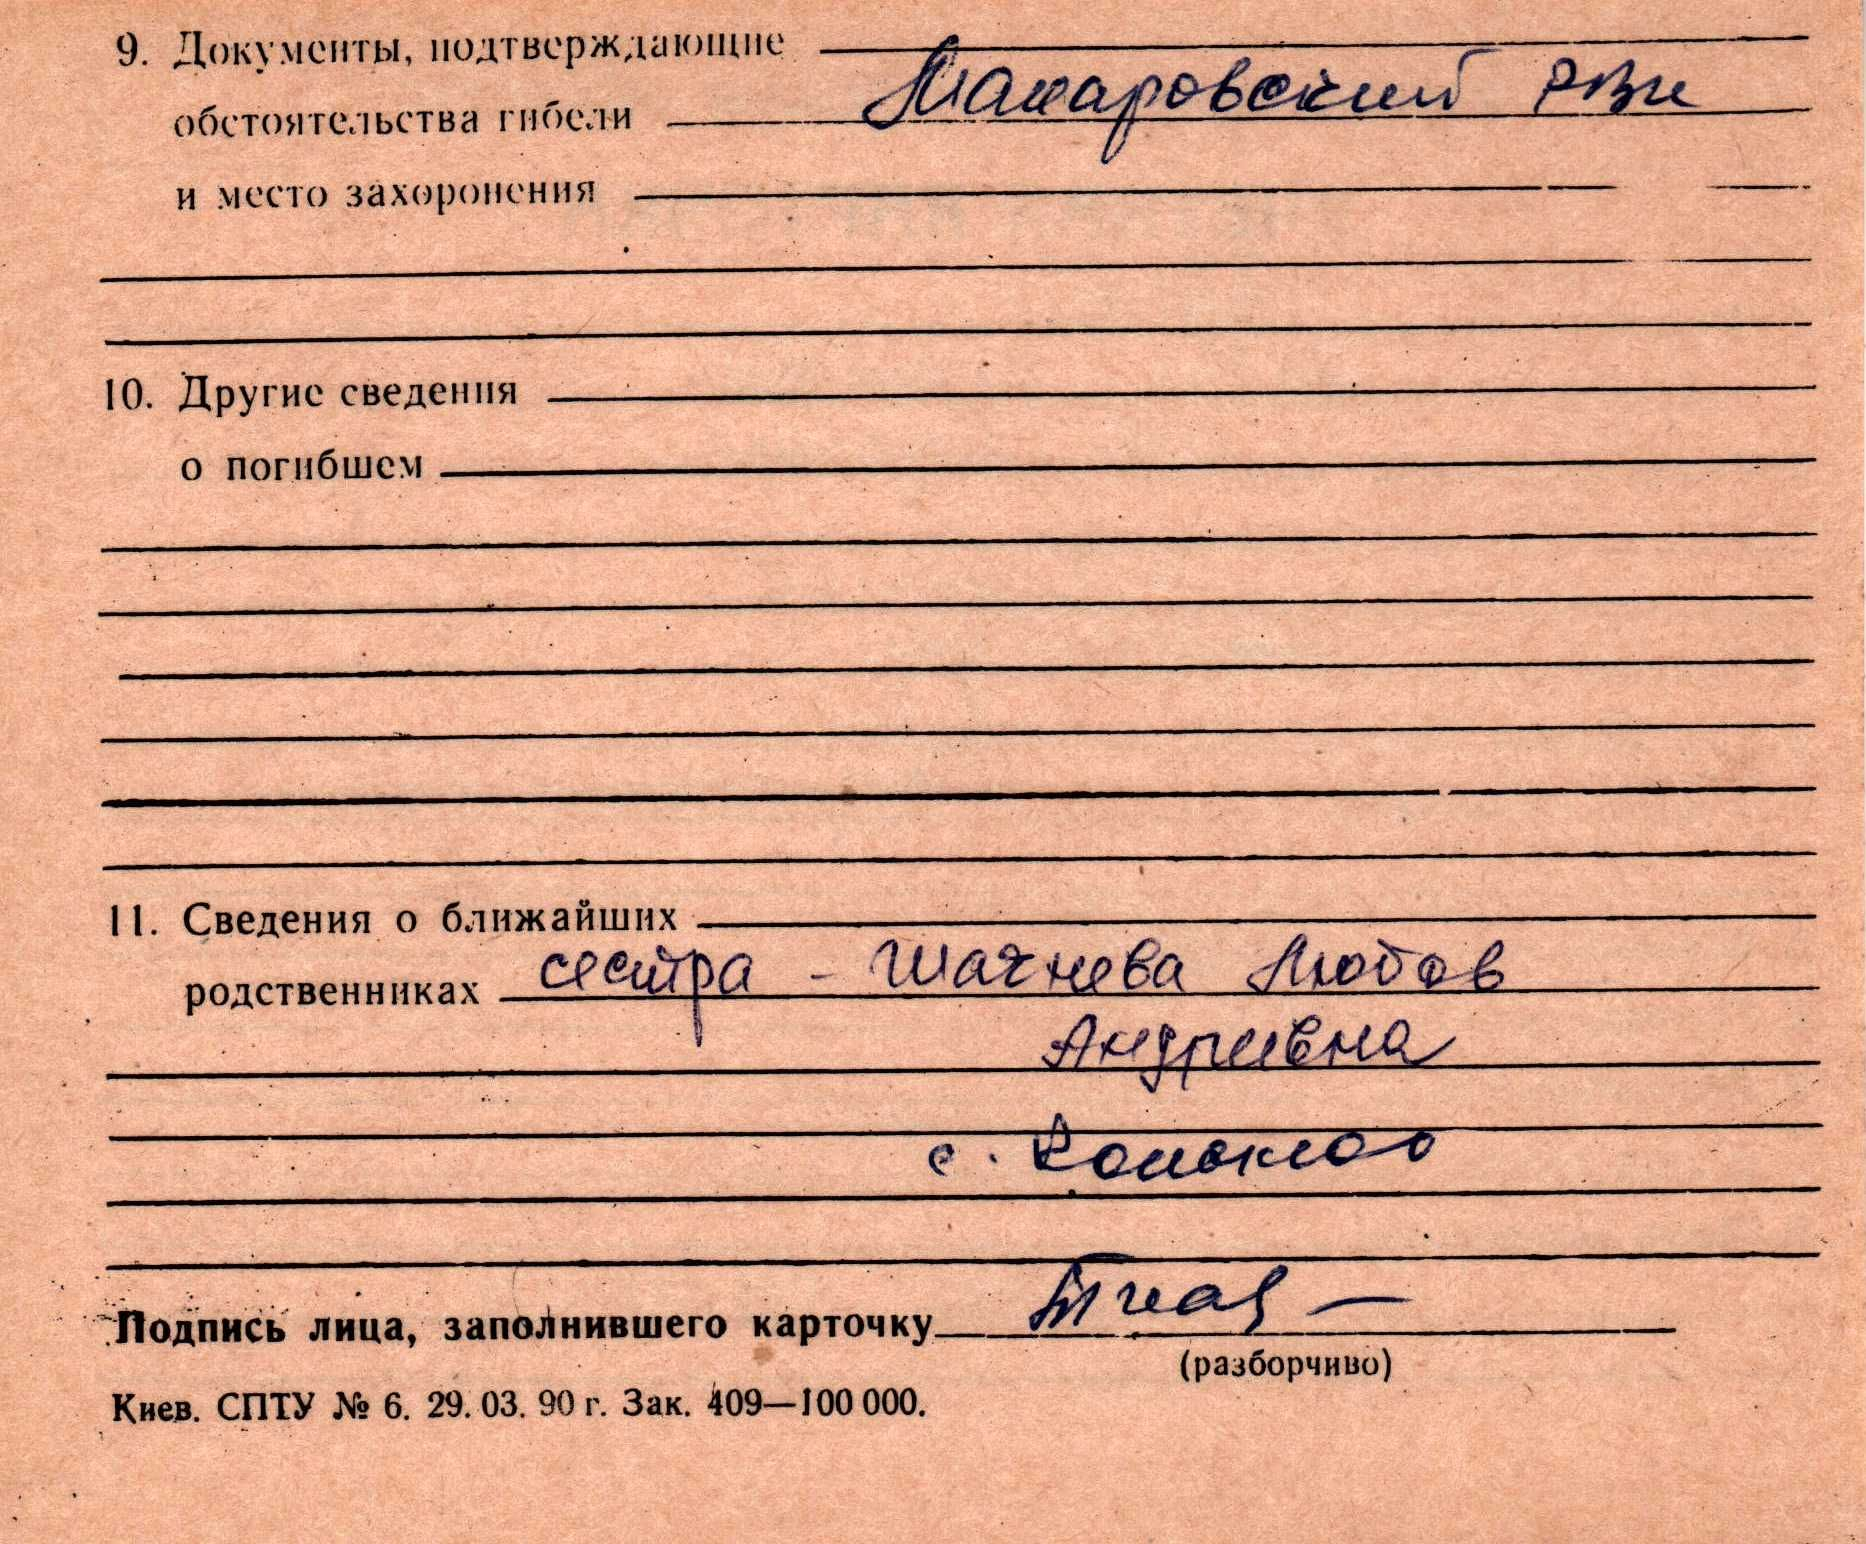 9. Документы, подтверждающие
обстоятельства гибели Макаровский РВК
и место захоронения
10. Другие сведения
о погибшем
11. Сведения о ближайших
родственниках сестра - Шачнева Любов
Андреевна
с.
Подпись лица, заполнившего карточку
(разборчиво)
Киев. СПТУ № 6. 29. 03. 90 г. Зак. 409—100 000.